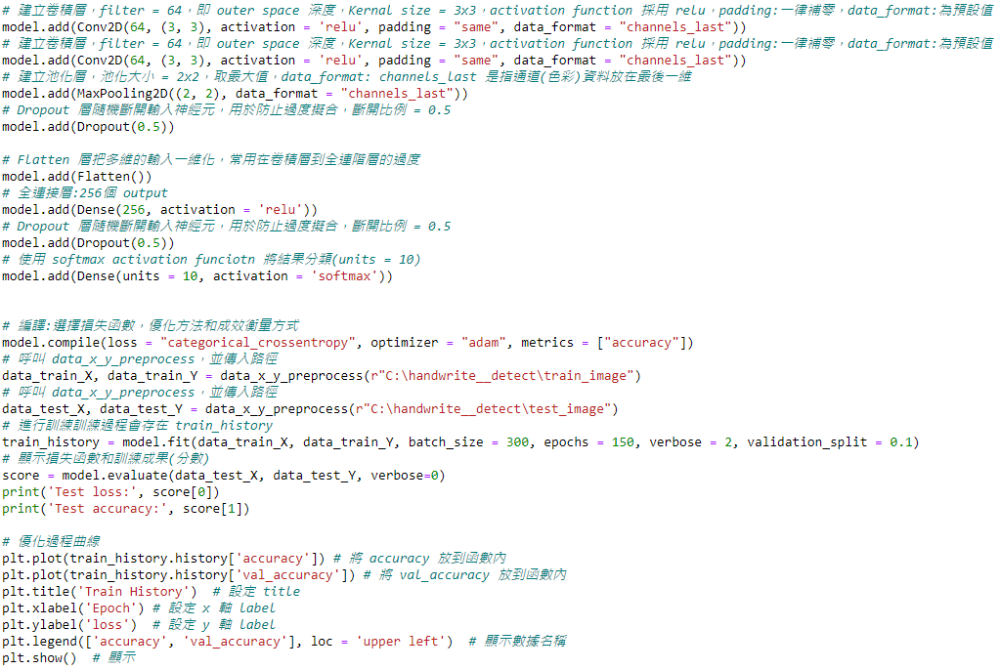 # 建立卷積層，filter = 64，即 outer space 深度，Kernal size = 3x3，activation function 採用 relu，padding:一律補零，data_format:為預設值
model.add(Conv2D(64, (3, 3), activation = 'relu', padding = "same", data_format = "channels_last"))
# 建立卷積層，filter = 64，即 outer space 深度，Kernal size = 3x3，activation function 採用 relu，padding:一律補零，data_format:為預設值
model.add(Conv2D(64, (3, 3), activation = 'relu', padding = "same", data_format = "channels_last"))
# 建立池化層，池化大小 = 2x2，取最大值，data_format: channels_last 是指通道(色彩)資料放在最後一維
model.add(MaxPooling2D((2, 2), data_format = "channels_last"))
# Dropout 層隨機斷開輸入神經元，用於防止過度擬合，斷開比例 = 0.5
model.add(Dropout(0.5))
# Flatten 層把多維的輸入一維化，常用在卷積層到全連階層的過度
model.add(Flatten())
# 全連接層:256個 output
model.add(Dense(256, activation = 'relu'))
# Dropout 層隨機斷開輸入神經元，用於防止過度擬合，斷開比例 = 0.5
model.add(Dropout(0.5))
# 使用 softmax activation funciotn 將結果分類(units = 10)
model.add(Dense(units = 10, activation = 'softmax'))
# 編譯:選擇損失函數，優化方法和成效衡量方式
model.compile(loss = "categorical_crossentropy", optimizer = "adam", metrics = ["accuracy"])
# 呼叫 data_x_y_preprocess，並傳入路徑
data_train_X, data_train_Y = data_x_y_preprocess(r"C:\handwrite__detect\train_image")
# 呼叫 data_x_y_preprocess，並傳入路徑
data_test_X, data_test_Y = data_x_y_preprocess(r"C:\handwrite__detect\test_image")
# 進行訓練訓練過程會存在 train_history
train_history = model.fit(data_train_X, data_train_Y, batch_size = 300, epochs = 150, verbose = 2, validation_split = 0.1)
# 顯示損失函數和訓練成果(分數)
score = model.evaluate(data_test_X, data_test_Y, verbose=0)
print('Test loss:', score[0])
print('Test accuracy:', score[1])
# 優化過程曲線
plt.plot(train_history.history['accuracy']) # 將 accuracy 放到函數內
plt.plot(train_history.history['val_accuracy']) # 將 val_accuracy 放到函數內
plt.title('Train History')  # 設定 title
plt.xlabel('Epoch') # 設定 x 軸 label
plt.ylabel('loss')  # 設定 y 軸 label
plt.legend(['accuracy', 'val_accuracy'], loc = 'upper left')  # 顯示數據名稱
plt.show()  # 顯示